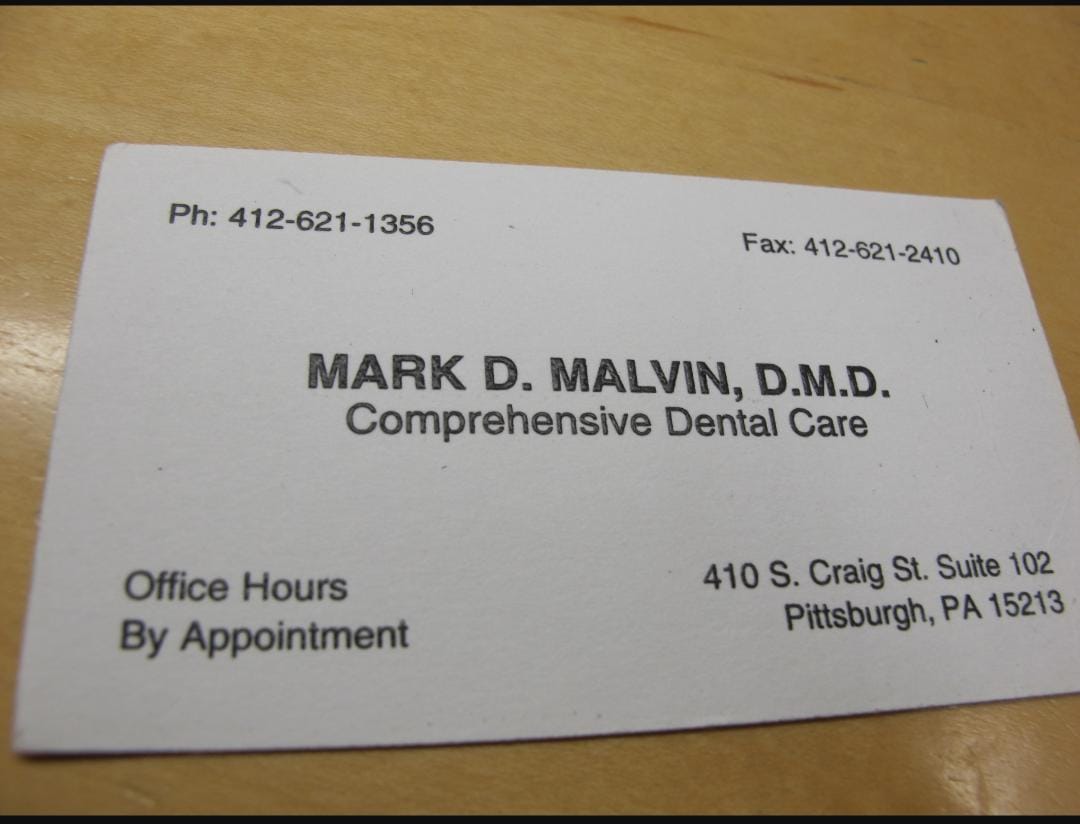 Ph: 412-621-1356
Fax: 412-621-2410
MARK D. MALVIN, D.M.D.
Comprehensive Dental Care
Office Hours
By Appointment
410 S. Craig St. Suite 102
Pittsburgh, PA 15213